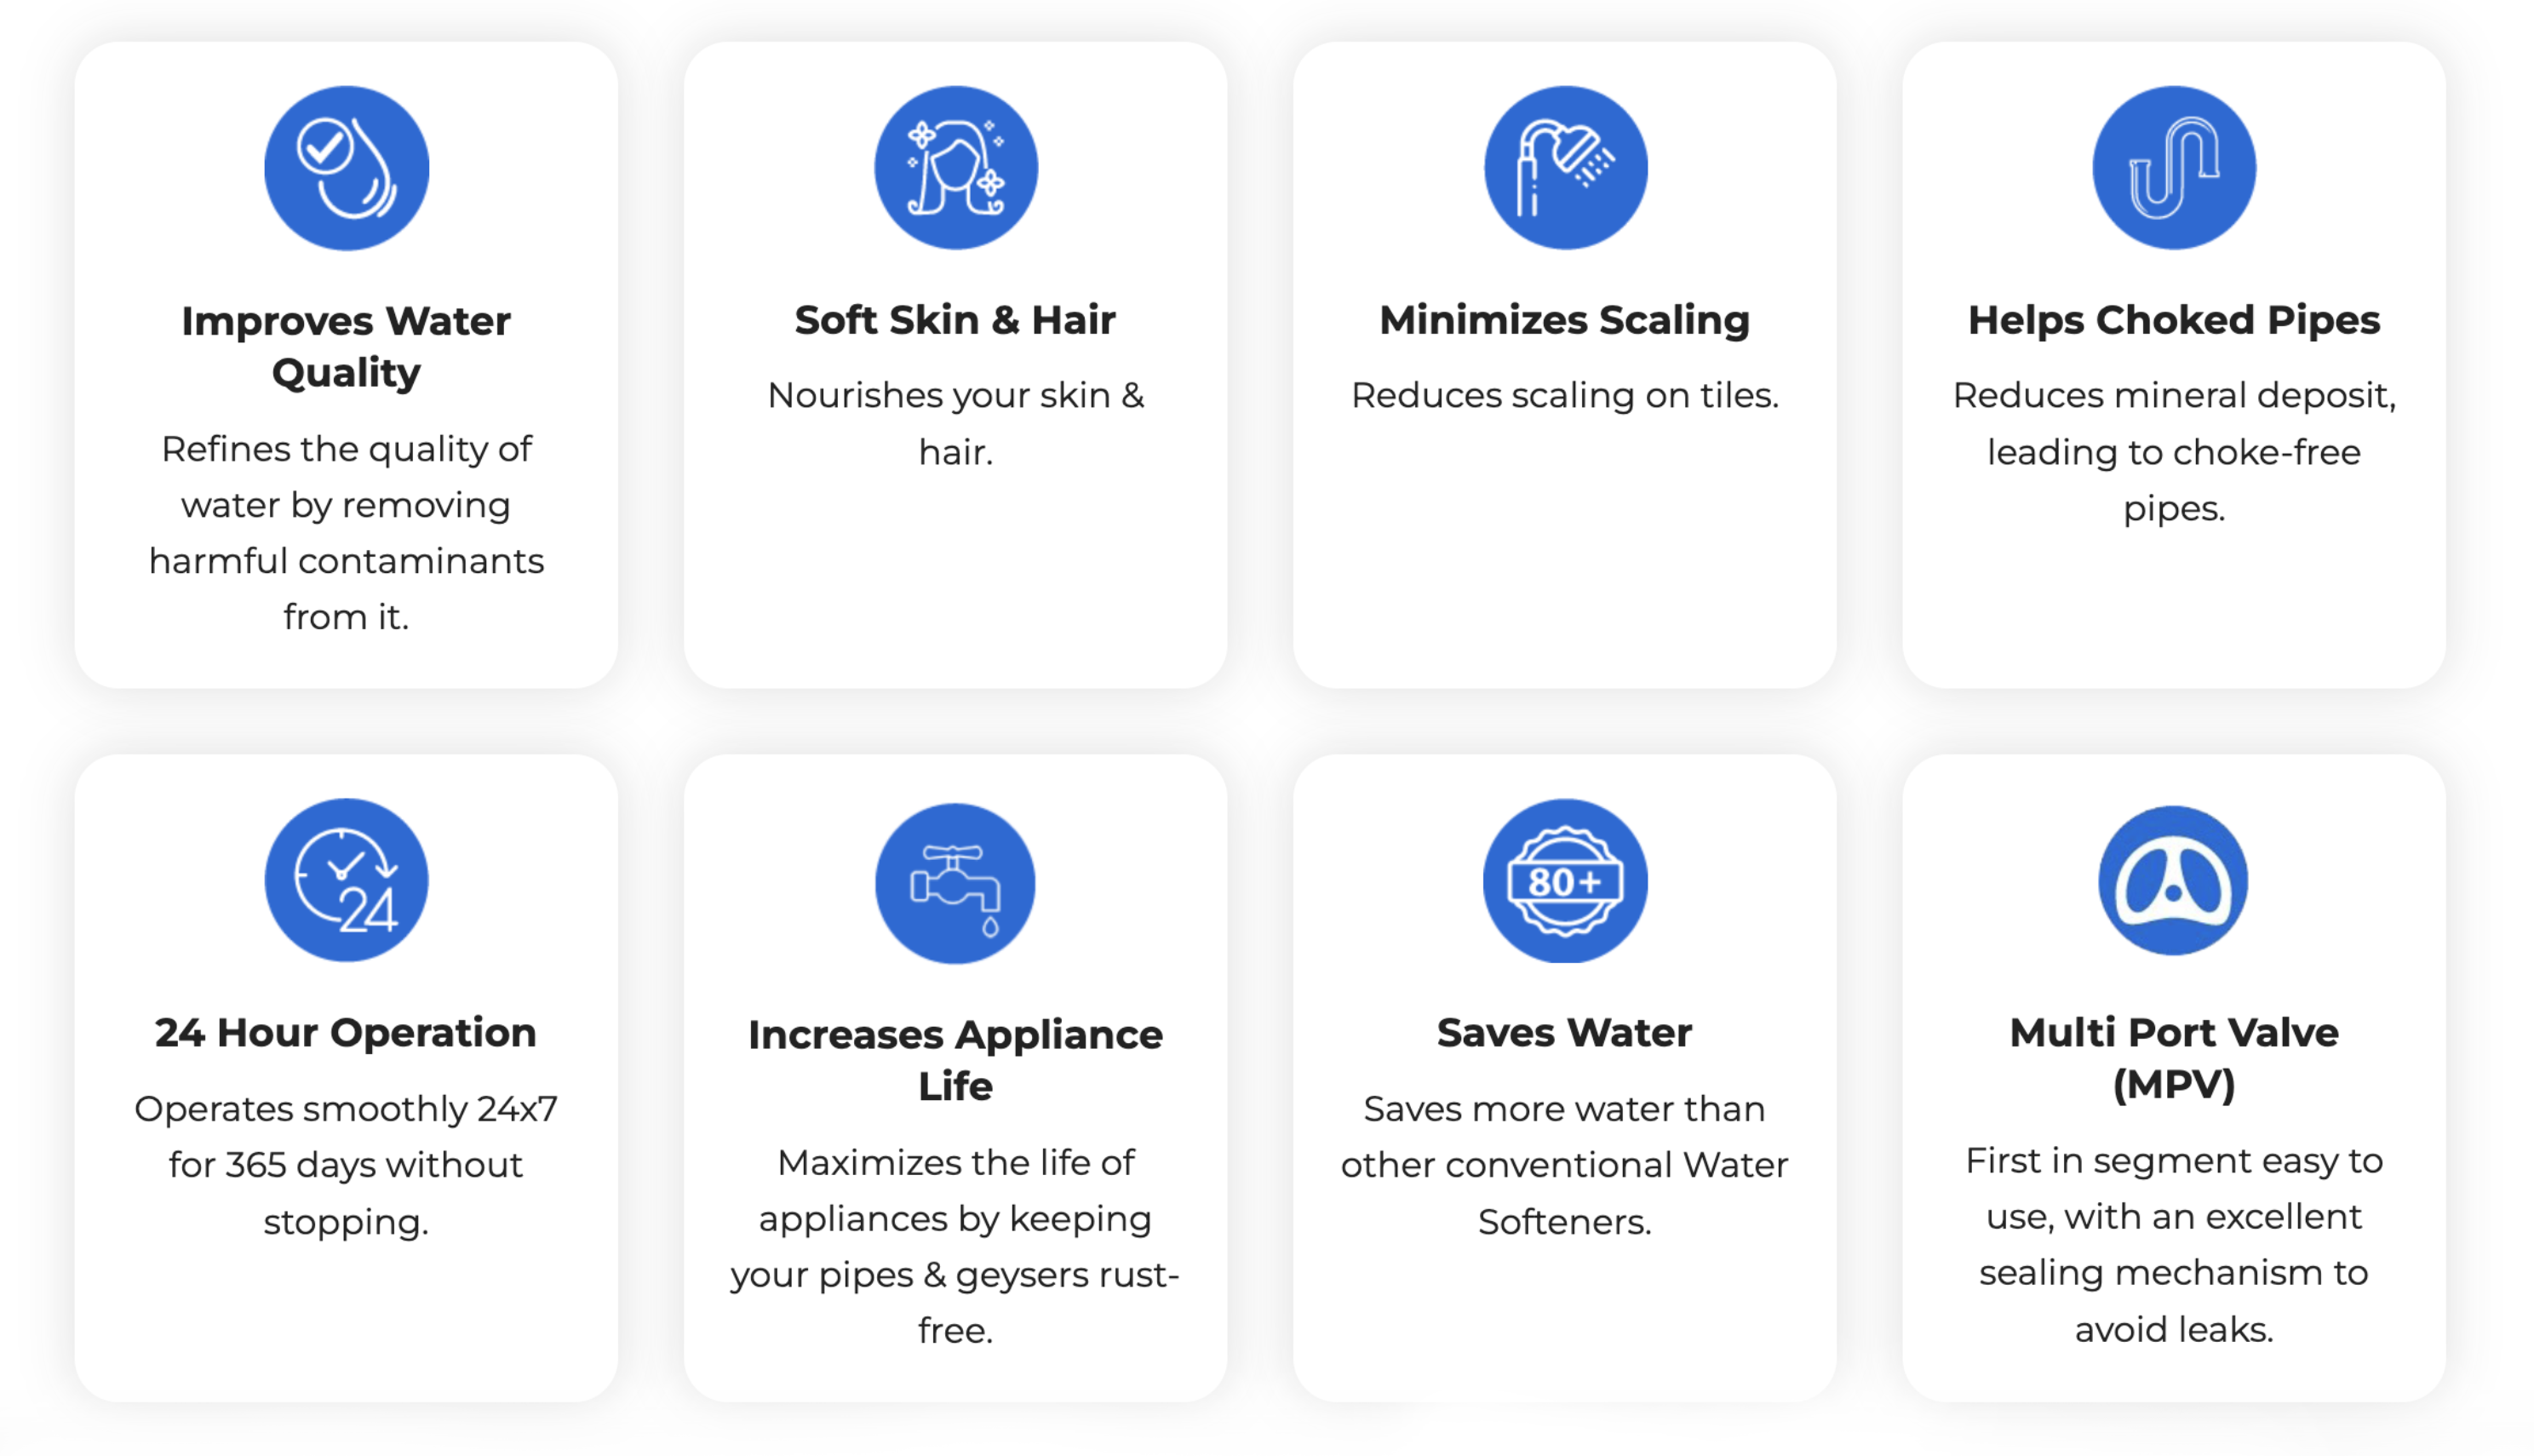 Improves Water
Quality
Refines the quality of
water by removing
harmful contaminants
from it.
Soft Skin & Hair
Nourishes your skin &
hair.
Minimizes Scaling
Reduces scaling on tiles.
Helps Choked Pipes
Reduces mineral deposit,
leading to choke-free
pipes.
24
24 Hour Operation
Operates smoothly 24x7
for 365 days without
stopping.
Increases Appliance
Life
Maximizes the life of
appliances by keeping
your pipes & geysers rust-
free.
80+
Saves Water
Saves more water than
other conventional Water
Softeners.
Multi Port Valve
(MPV)
First in segment easy to
use, with an excellent
sealing mechanism to
avoid leaks.